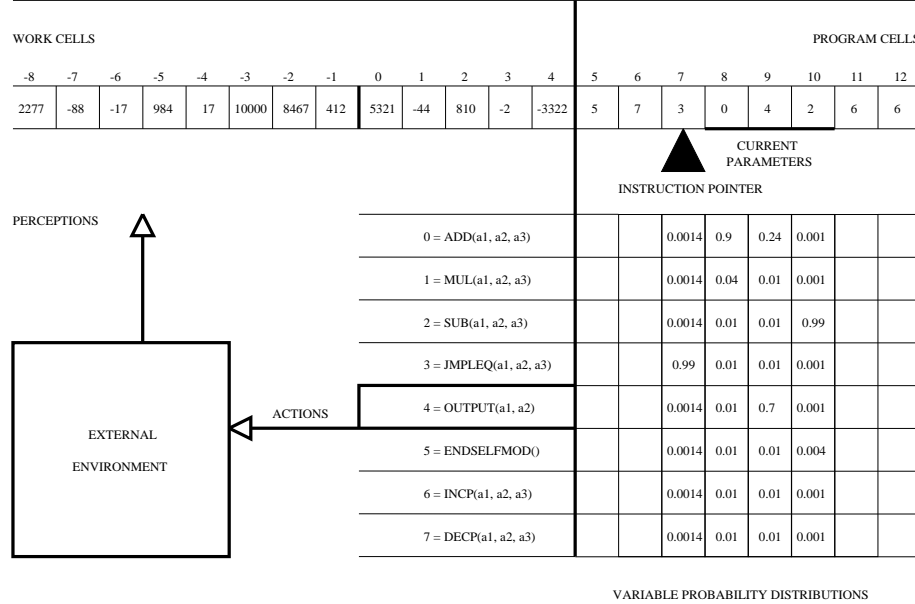 WORK CELLS PROGRAM CELLS
-8 -7 -6 -5 -4 -3 -2 -1 0 1 2 3 4 5 6 7 8 9 10 11 12
2277 -88 -17 984 17 10000 8467 412 5321 -44 810 -2 -3322 5 7 3 0 4 2 6 6
CURRENT
PARAMETERS
INSTRUCTION POINTER
PERCEPTIONS
0 = ADD(a1, a2, a3) 0.0014 0.9 0.24 0.001
1 = MUL(a1, a2, a3) 0.0014 0.04 0.01 0.001
2 = SUB(a1, a2, a3) 0.0014 0.01 0.01 0.99
3 = JMPLEQ(a1, a2, a3) 0.99 0.01 0.01 0.001
ACTIONS 4 = OUTPUT(a1, a2) 0.0014 0.01 0.7 0.001
EXTERNAL
ENVIRONMENT
5 = ENDSELFMOD() 0.0014 0.01 0.01 0.004
6 = INCP(a1, a2, a3) 0.0014 0.01 0.01 0.001
7 = DECP(a1, a2, a3) 0.0014 0.01 0.01 0.001
VARIABLE PROBABILITY DISTRIBUTIONS